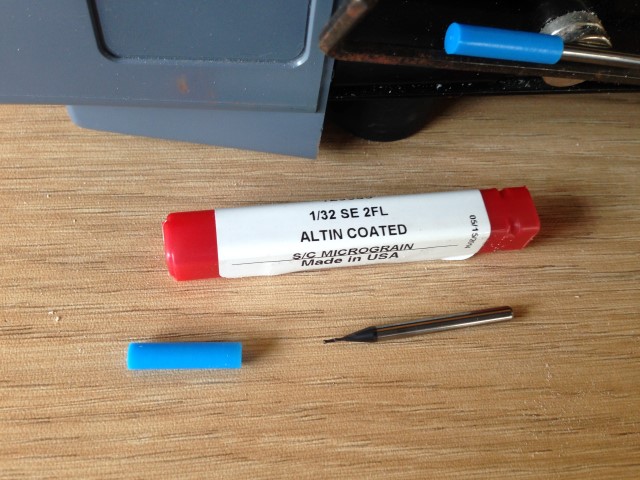 1/32 SE 2FL
ALTIN COATED
S/C MICROGRAIN
Made in USA